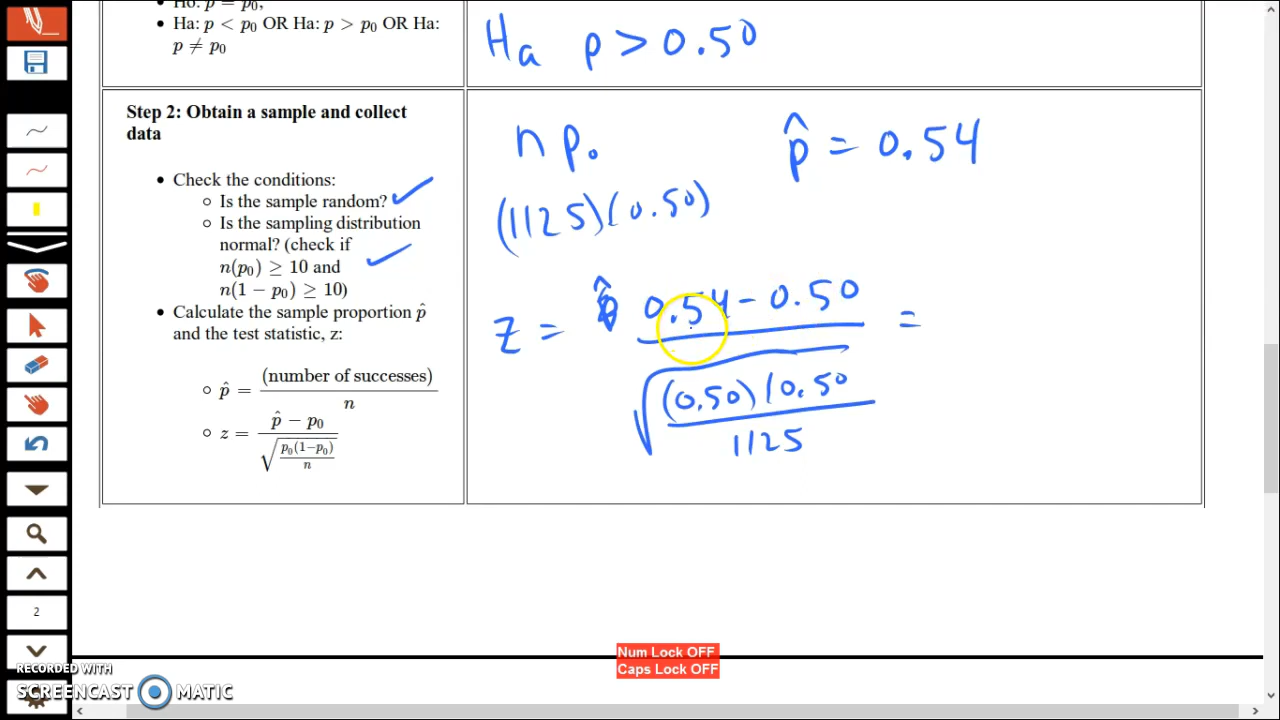 • Ho: p = p₀,
• Ha: p < p₀ OR Ha: p > p₀ OR Ha:
p ≠ p₀
Ha p > 0.50
Step 2: Obtain a sample and collect
data
• Check the conditions:
○ Is the sample random?
○ Is the sampling distribution
normal? (check if
n(p₀) ≥ 10 and
n(1 − p₀) ≥ 10)
• Calculate the sample proportion p̂
and the test statistic, z:
○ p̂ = (number of successes) / n
○ z = (p̂ − p₀) / √(p₀(1−p₀) / n)
n p₀
p̂ = 0.54
(1125)(0.50)
z = 0.54 - 0.50 =
√ (0.50)(0.50
1125
2
Num Lock OFF
Caps Lock OFF
RECORDED WITH
SCREENCAST MATIC